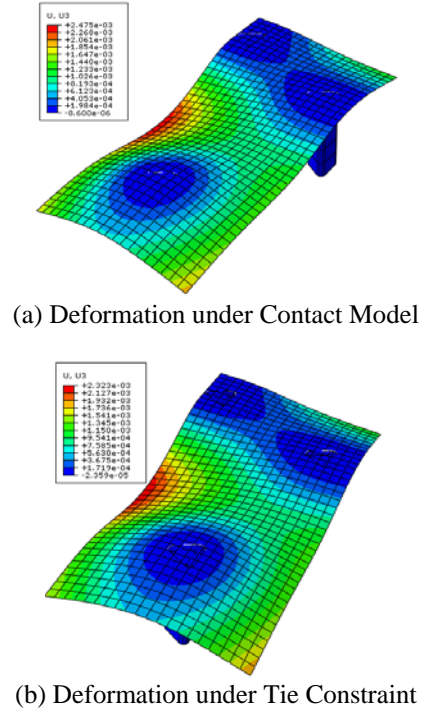 U, U3
+2.475e-03
+2.268e-03
+2.061e-03
+1.854e-03
+1.647e-03
+1.440e-03
+1.233e-03
+1.026e-03
+8.193e-04
+6.123e-04
+4.053e-04
+1.984e-04
-8.600e-06
(a) Deformation under Contact Model
U, U3
+2.323e-03
+2.127e-03
+1.932e-03
+1.736e-03
+1.541e-03
+1.345e-03
+1.150e-03
+9.541e-04
+7.585e-04
+5.630e-04
+3.675e-04
+1.719e-04
-2.359e-05
(b) Deformation under Tie Constraint